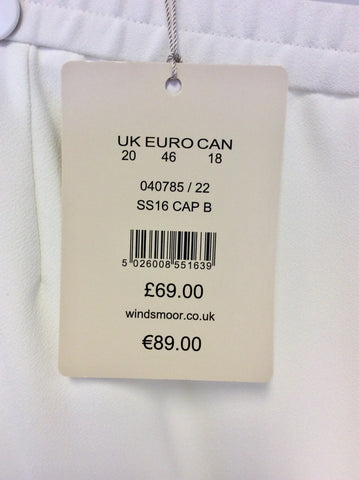 UK EURO CAN
20 46 18
040785 / 22
SS16 CAP B
5 026008 551639
£69.00
windsmoor.co.uk
€89.00